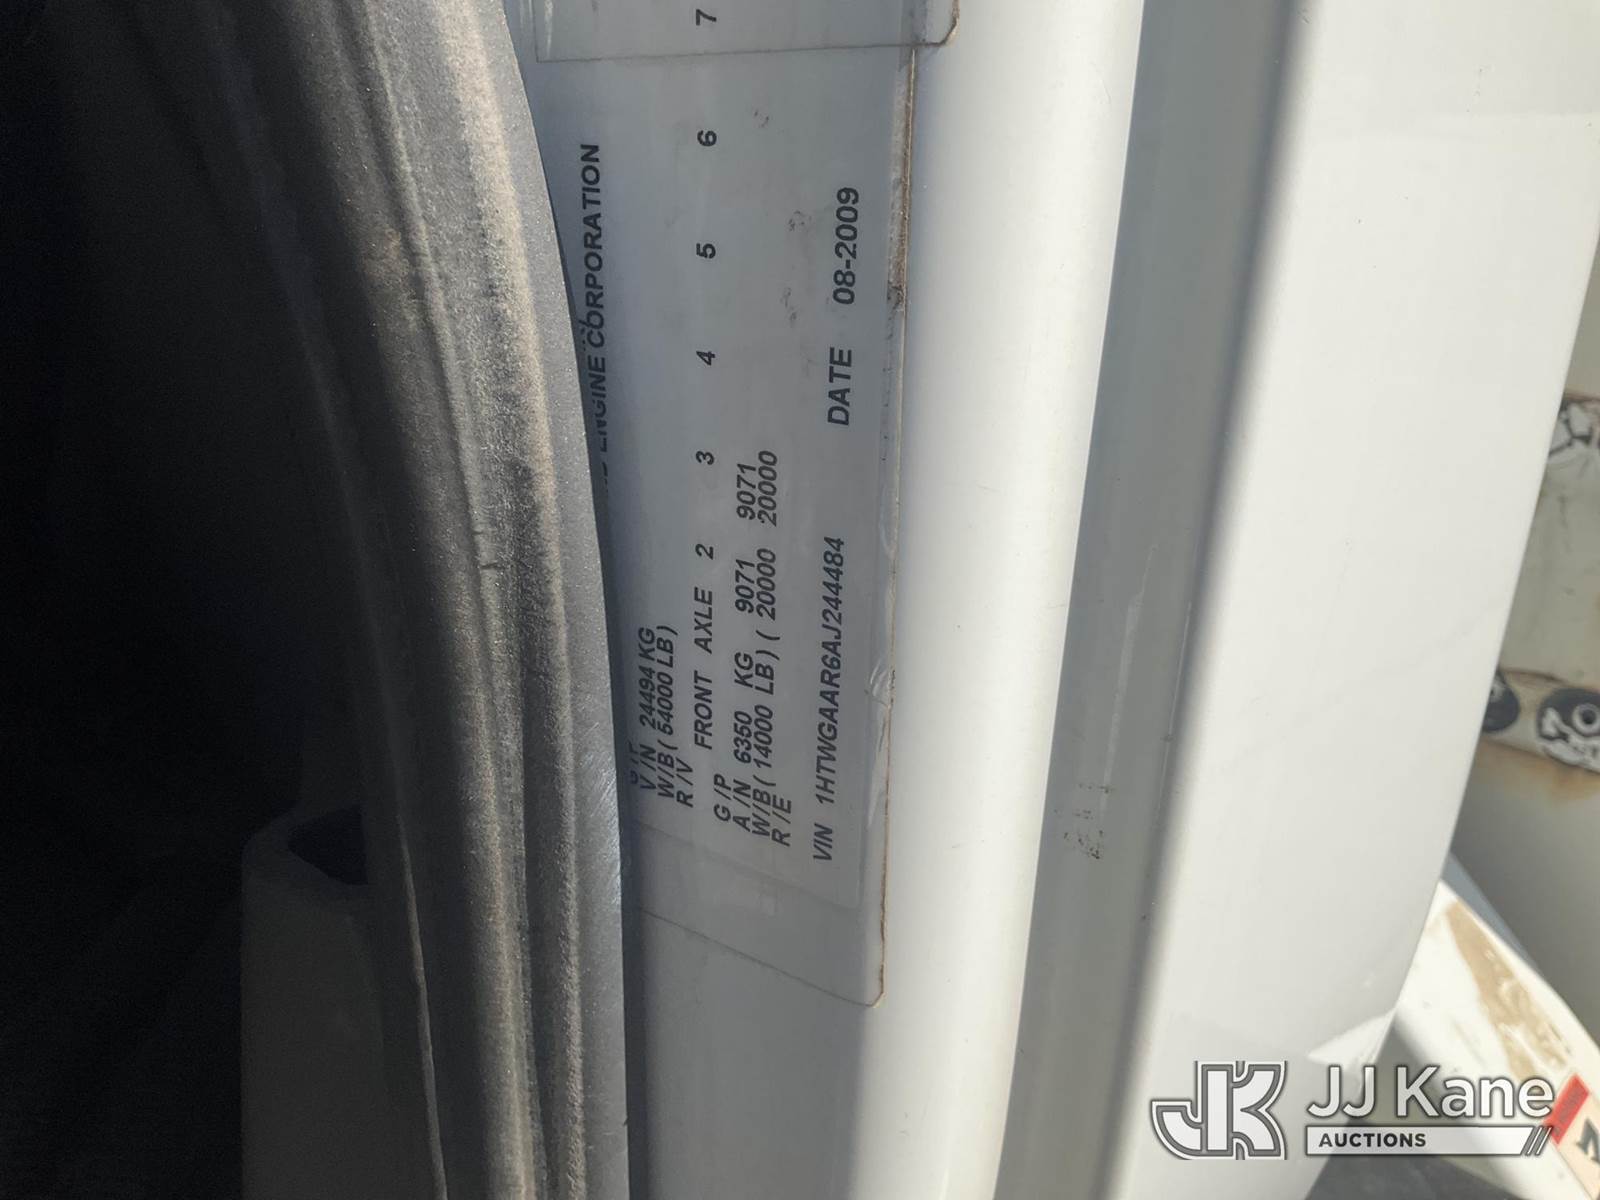 ENGINE CORPORATION
V/N 24494 KG
W/B ( 54000 LB )
R/V
FRONT AXLE 2 3 4 5 6 7
G/P
A/N 6350 KG 9071 9071
W/B ( 14000 LB ) ( 20000 20000
R/E
VIN 1HTWGAAR6AJ244484 DATE 08-2009
JJ Kane
AUCTIONS